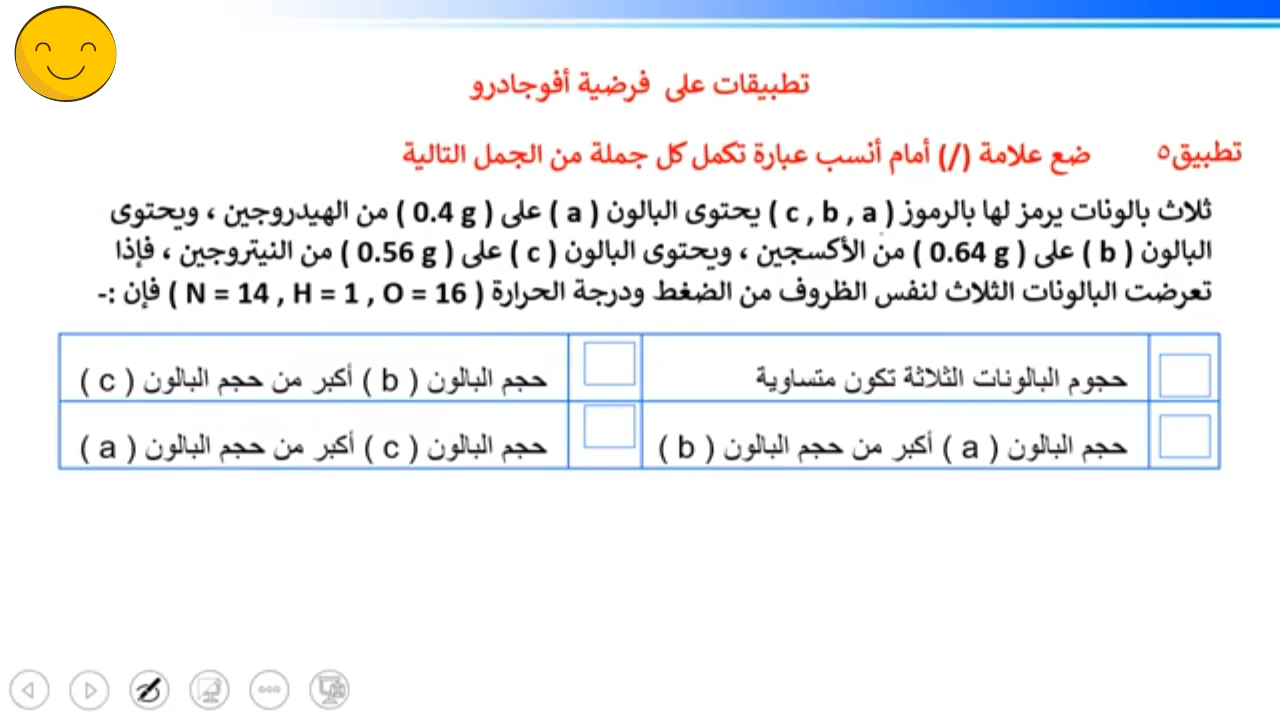 تطبيقات على فرضية أفوجادرو
تطبيق٥ ضع علامة (/) أمام أنسب عبارة تكمل كل جملة من الجمل التالية
ثلاث بالونات يرمز لها بالرموز ( c , b , a ) يحتوى البالون ( a ) على ( 0.4 g ) من الهيدروجين ، ويحتوى
البالون ( b ) على ( 0.64 g ) من الأكسجين ، ويحتوى البالون ( c ) على ( 0.56 g ) من النيتروجين ، فإذا
تعرضت البالونات الثلاث لنفس الظروف من الضغط ودرجة الحرارة ( N = 14 , H = 1 , O = 16 ) فإن :-
حجوم البالونات الثلاثة تكون متساوية
حجم البالون ( b ) أكبر من حجم البالون ( c )
حجم البالون ( a ) أكبر من حجم البالون ( b )
حجم البالون ( c ) أكبر من حجم البالون ( a )